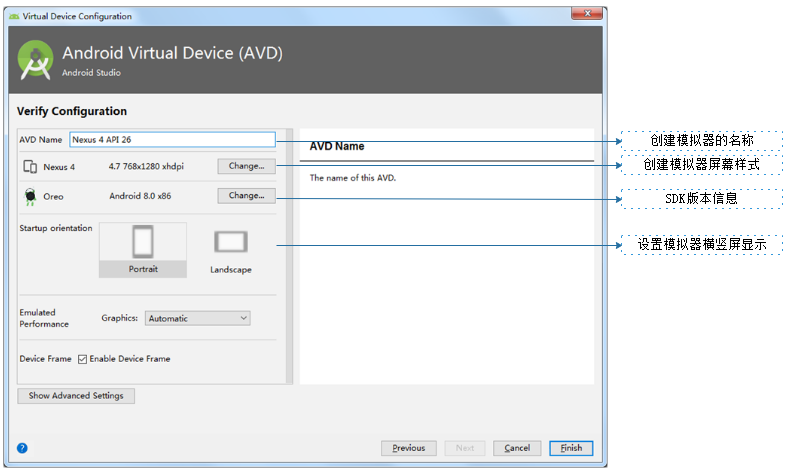 Virtual Device Configuration
Android Virtual Device (AVD)
Android Studio
Verify Configuration
AVD Name Nexus 4 API 26
Nexus 4 4.7 768x1280 xhdpi Change...
Oreo Android 8.0 x86 Change...
Startup orientation
Portrait Landscape
Emulated
Performance Graphics: Automatic
Device Frame Enable Device Frame
Show Advanced Settings
AVD Name
The name of this AVD.
创建模拟器的名称
创建模拟器屏幕样式
SDK版本信息
设置模拟器横竖屏显示
? Previous Next Cancel Finish